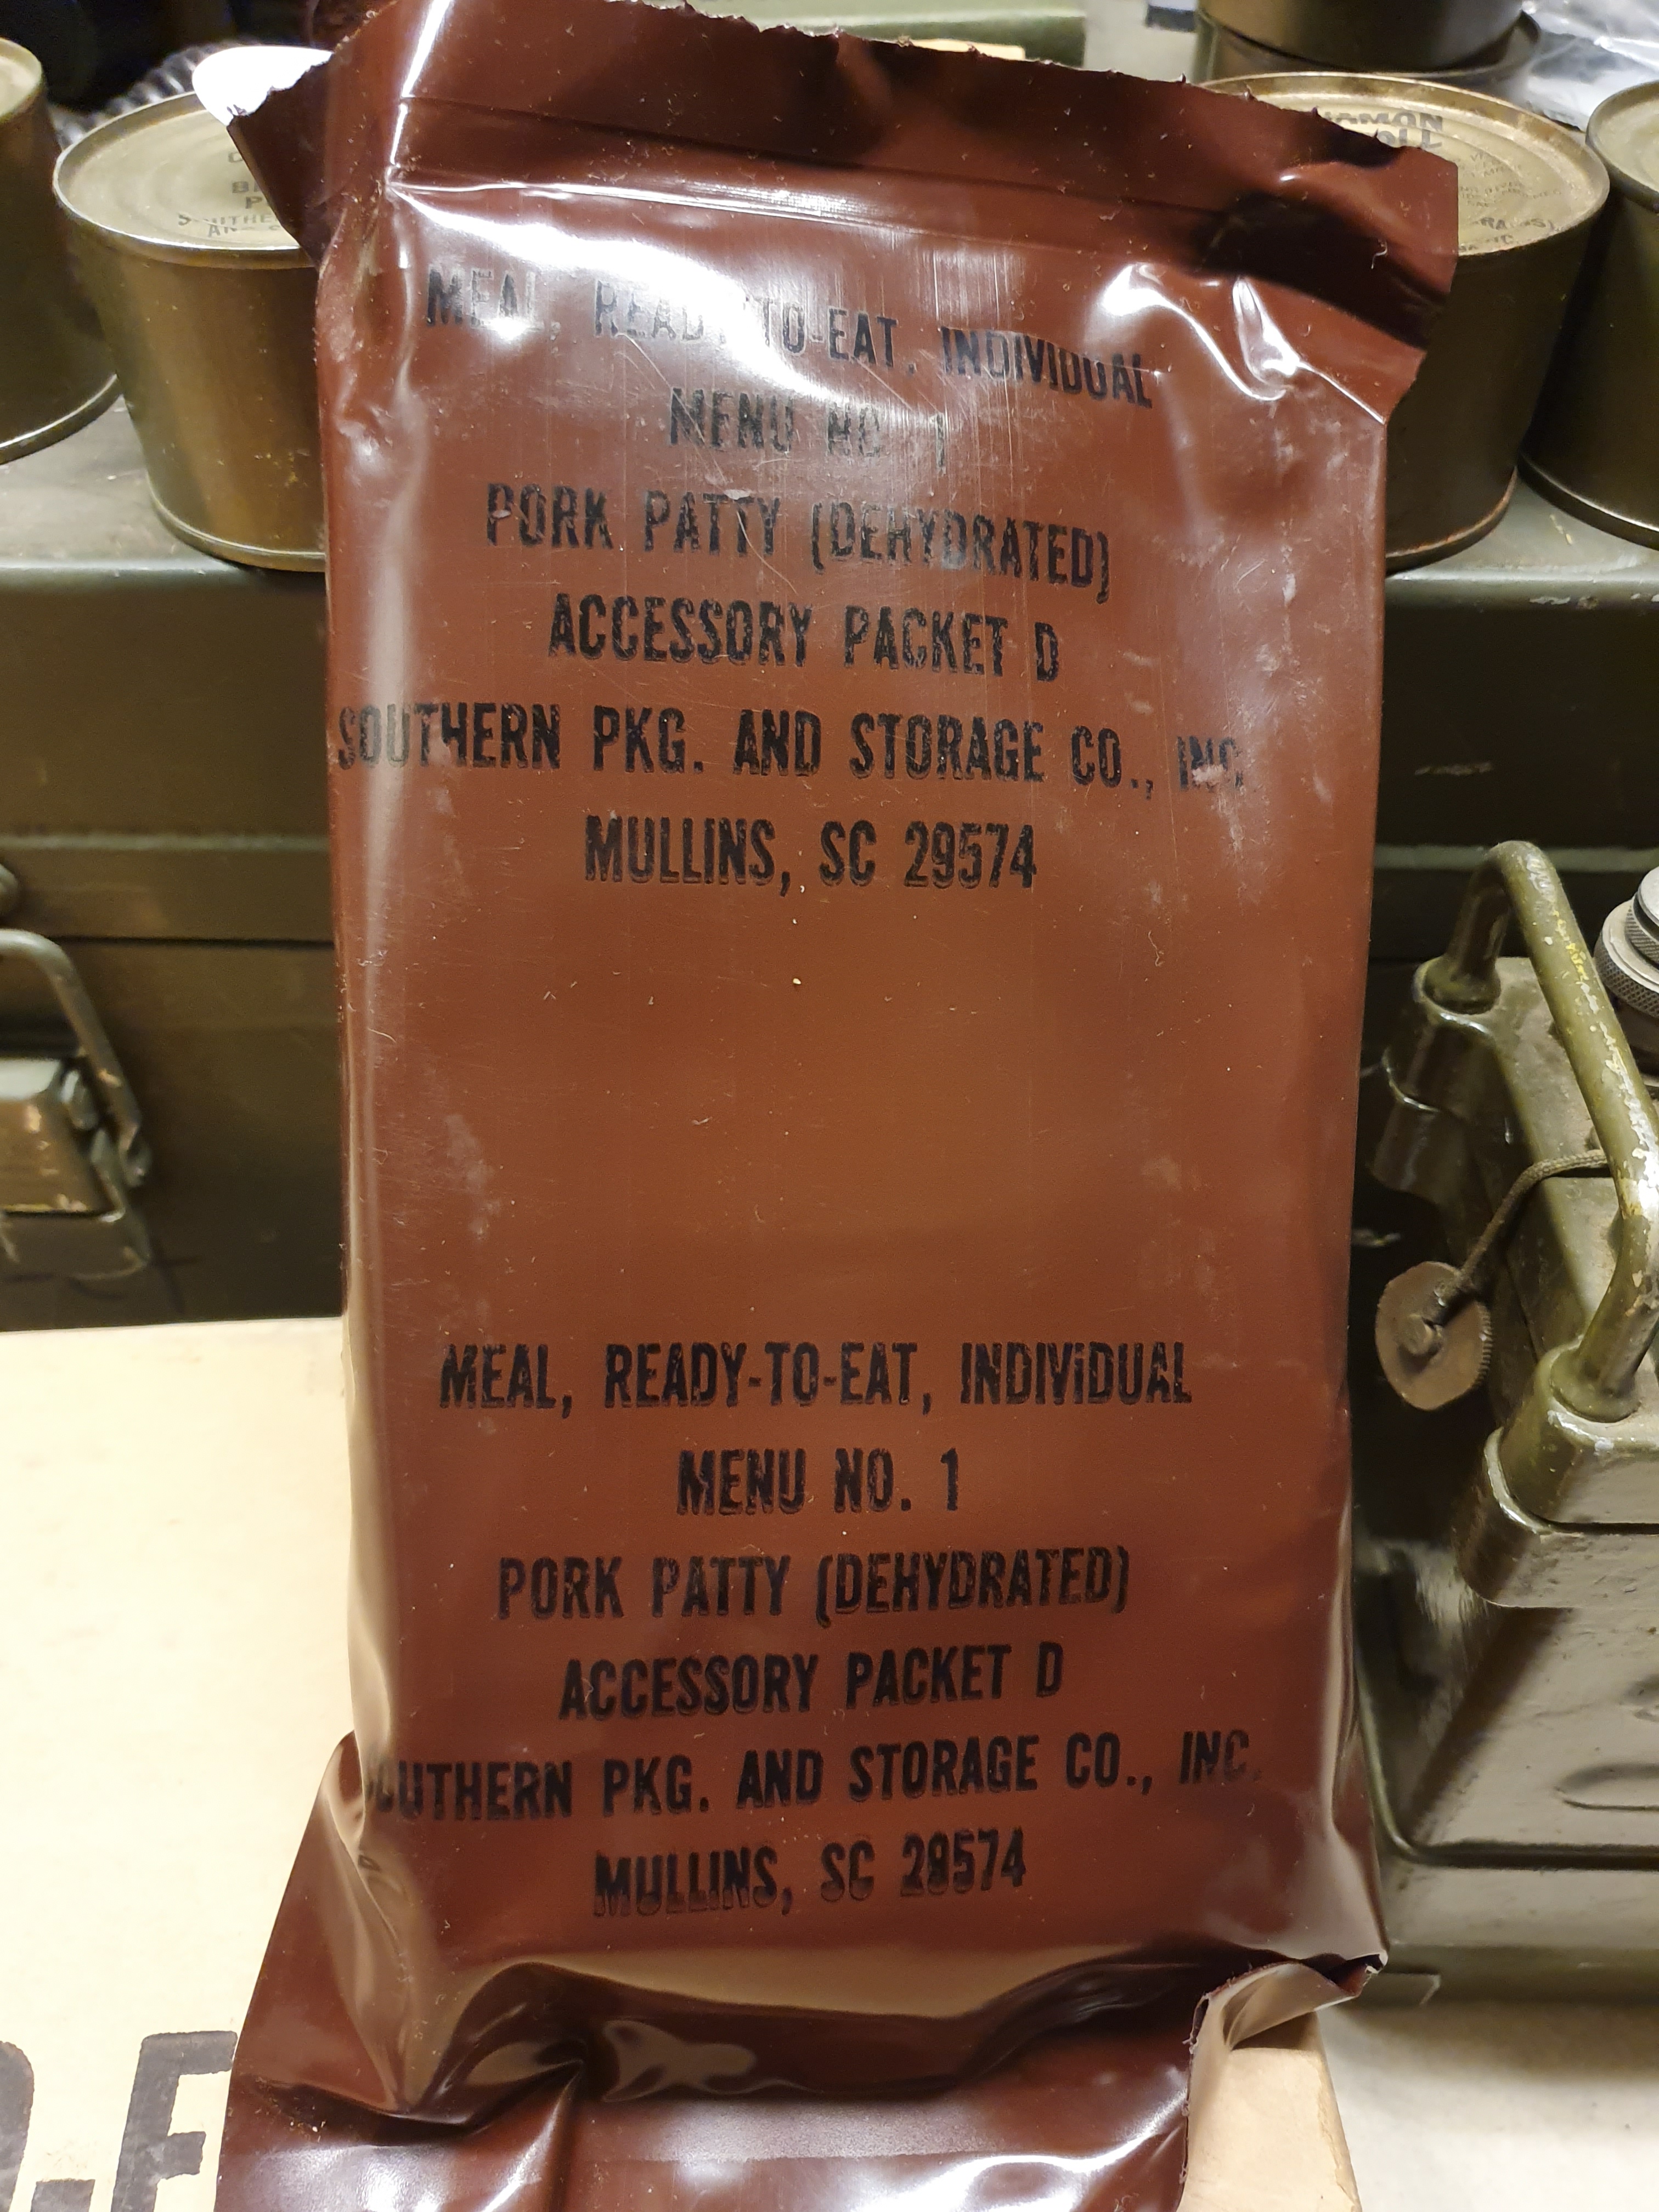 MEAL, READY-TO-EAT, INDIVIDUAL
MENU NO. 1
PORK PATTY (DEHYDRATED)
ACCESSORY PACKET D
SOUTHERN PKG. AND STORAGE CO., INC.
MULLINS, SC 29574
MEAL, READY-TO-EAT, INDIVIDUAL
MENU NO. 1
PORK PATTY (DEHYDRATED)
ACCESSORY PACKET D
SOUTHERN PKG. AND STORAGE CO., INC.
MULLINS, SC 29574